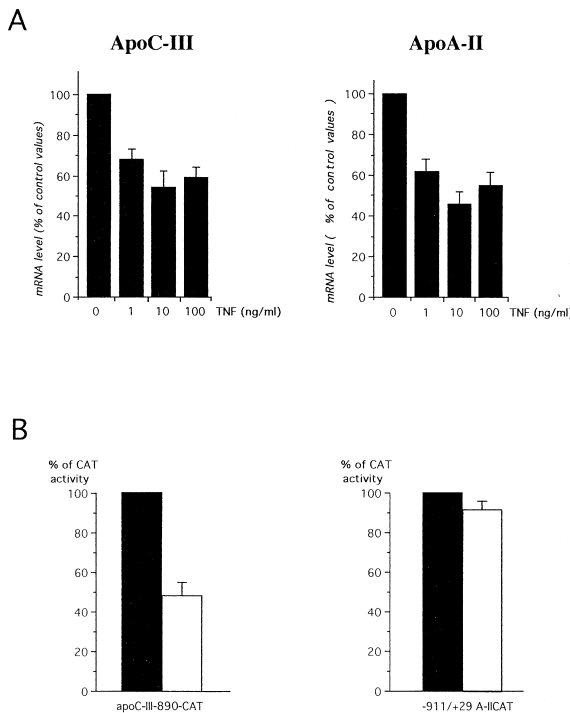 A
ApoC-III
ApoA-II
mRNA level (% of control values)
100
80
60
40
20
0
0 1 10 100 TNF (ng/ml)
mRNA level ( % of control values )
100
80
60
40
20
0
0 1 10 100 TNF (ng/ml)
B
% of CAT
activity
100
80
60
40
20
0
apoC-III-890-CAT
% of CAT
activity
100
80
60
40
20
0
-911/+29 A-IICAT